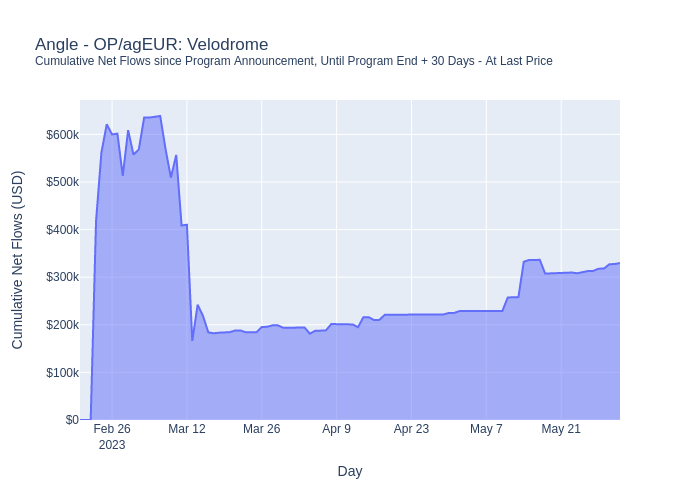 Angle - OP/agEUR: Velodrome
Cumulative Net Flows since Program Announcement, Until Program End + 30 Days - At Last Price
Cumulative Net Flows (USD)
$600k
$500k
$400k
$300k
$200k
$100k
$0
Feb 26 Mar 12 Mar 26 Apr 9 Apr 23 May 7 May 21
2023
Day